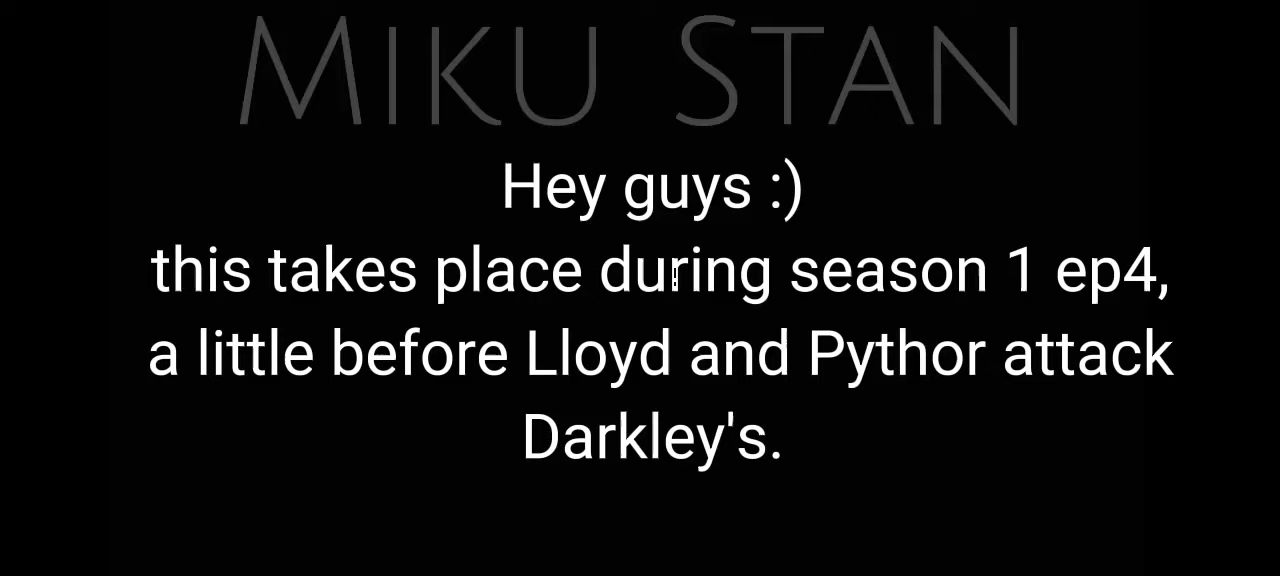 MIKU STAN
Hey guys :)
this takes place during season 1 ep4,
a little before Lloyd and Pythor attack
Darkley's.